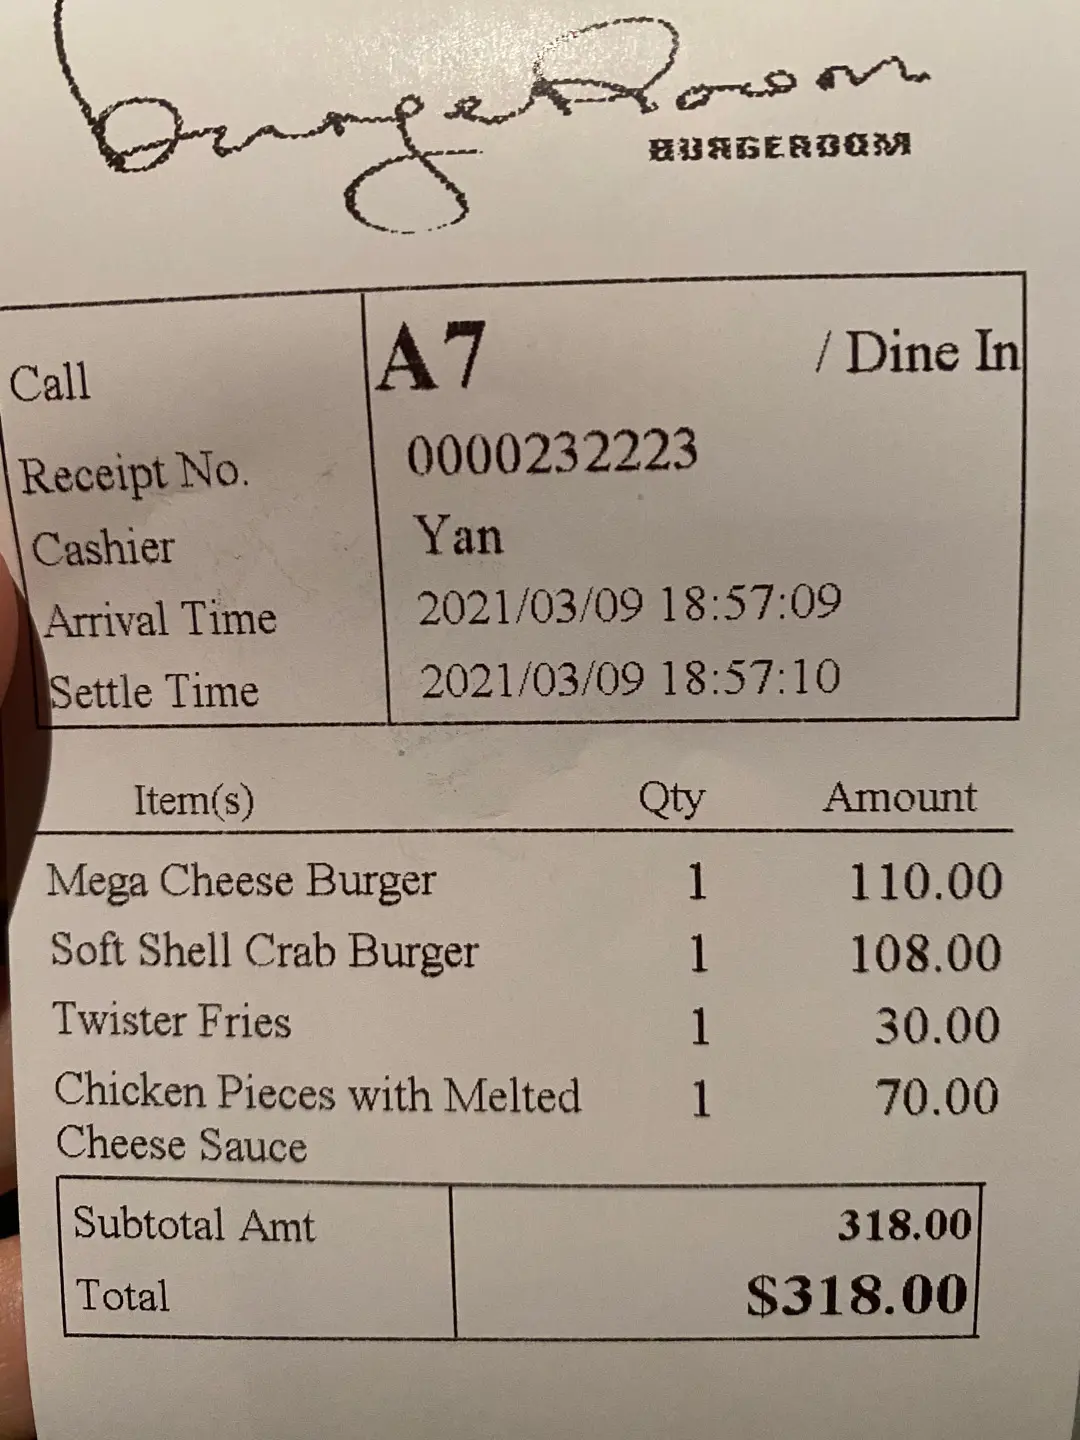 BurgeRoom
BURGEROOM
Call A7 / Dine In
Receipt No. 0000232223
Cashier Yan
Arrival Time 2021/03/09 18:57:09
Settle Time 2021/03/09 18:57:10
Item(s) Qty Amount
Mega Cheese Burger 1 110.00
Soft Shell Crab Burger 1 108.00
Twister Fries 1 30.00
Chicken Pieces with Melted 1 70.00
Cheese Sauce
Subtotal Amt 318.00
Total $318.00